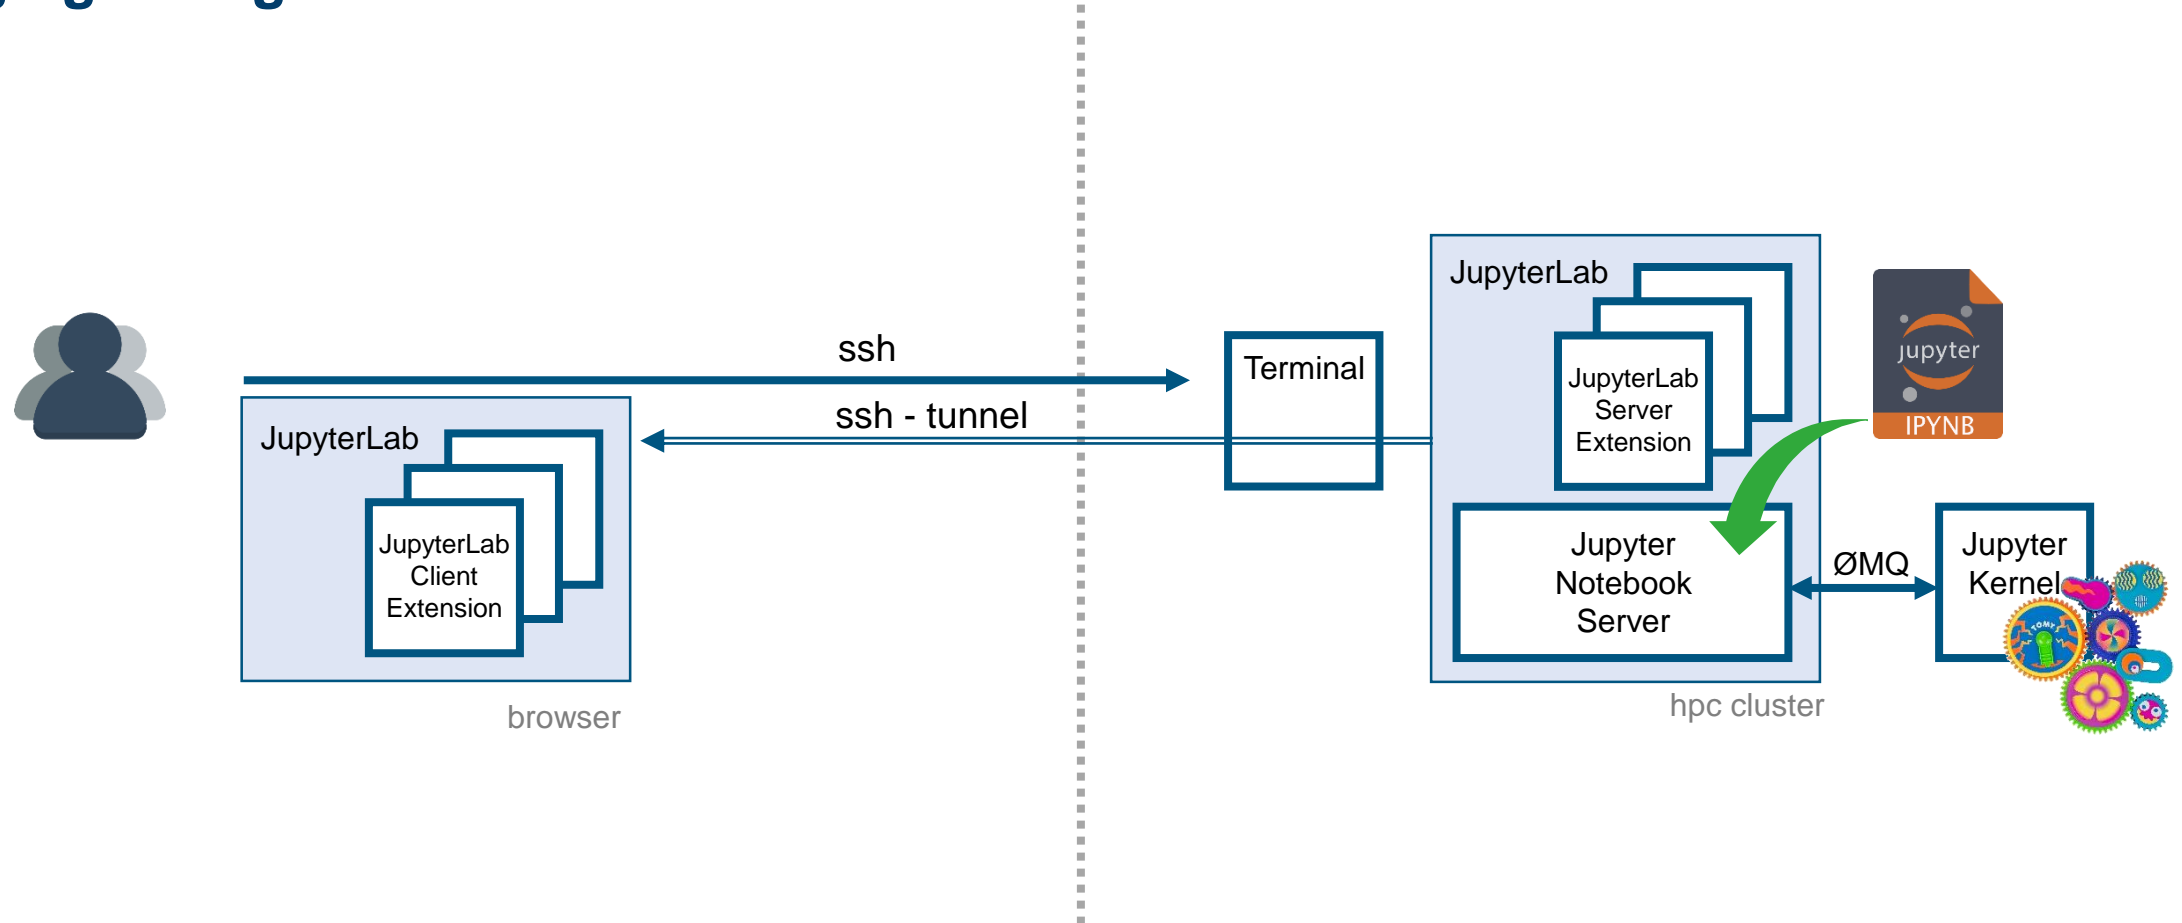 ssh
ssh - tunnel
JupyterLab
JupyterLab
Client
Extension
browser
Terminal
JupyterLab
JupyterLab
Server
Extension
Jupyter
Notebook
Server
hpc cluster
jupyter
IPYNB
ØMQ
Jupyter
Kernel
TOMY